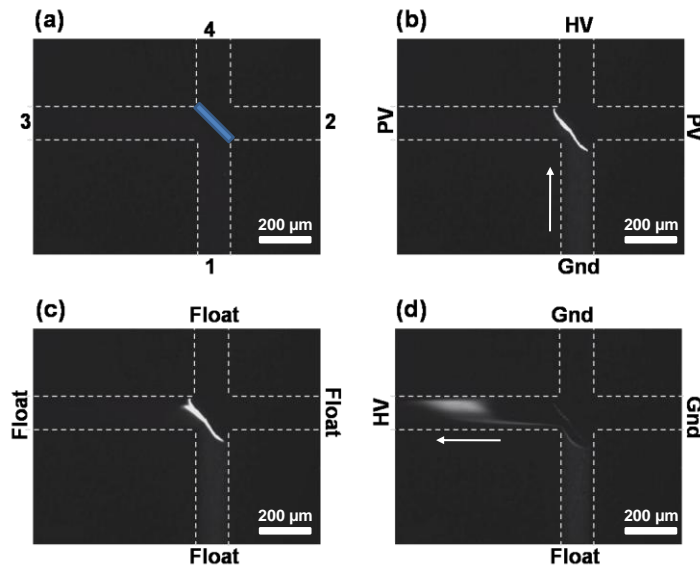 (a)
4
3
2
200 µm
1
(b)
HV
PV
PV
200 µm
Gnd
(c)
Float
Float
Float
200 µm
Float
(d)
Gnd
HV
Gnd
200 µm
Float